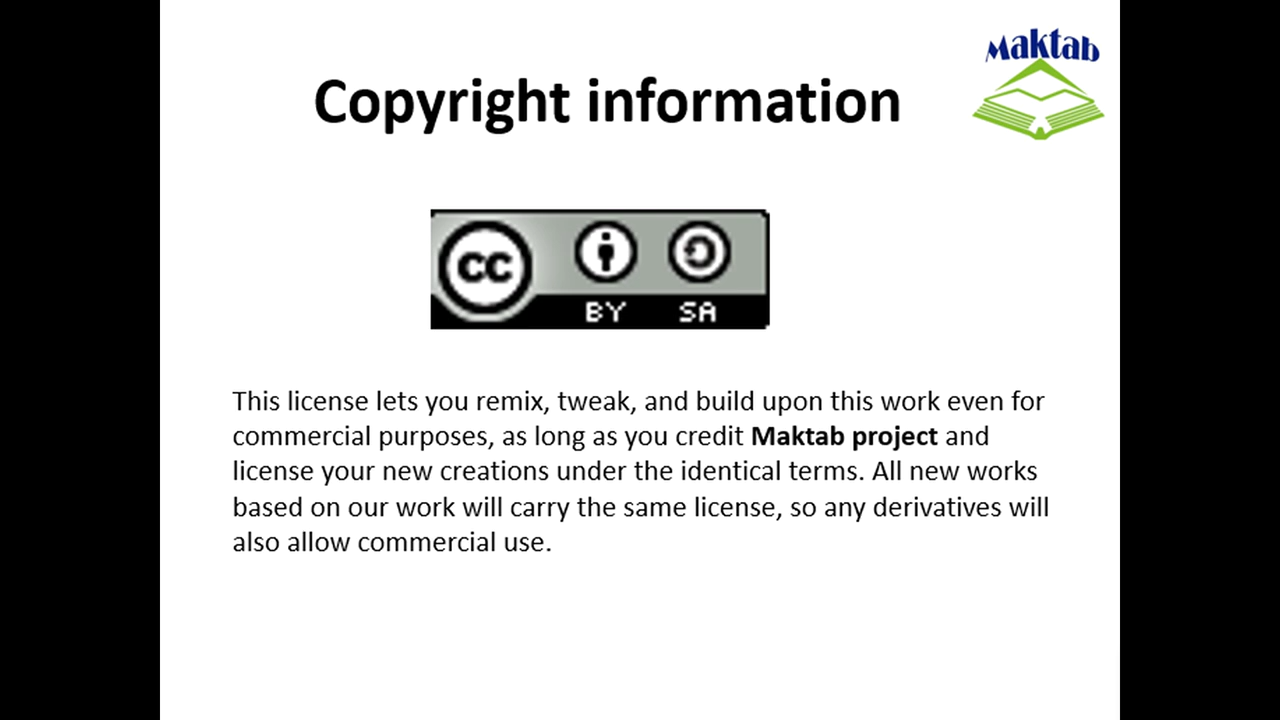 Maktab
Copyright information
CC
BY SA
This license lets you remix, tweak, and build upon this work even for
commercial purposes, as long as you credit Maktab project and
license your new creations under the identical terms. All new works
based on our work will carry the same license, so any derivatives will
also allow commercial use.